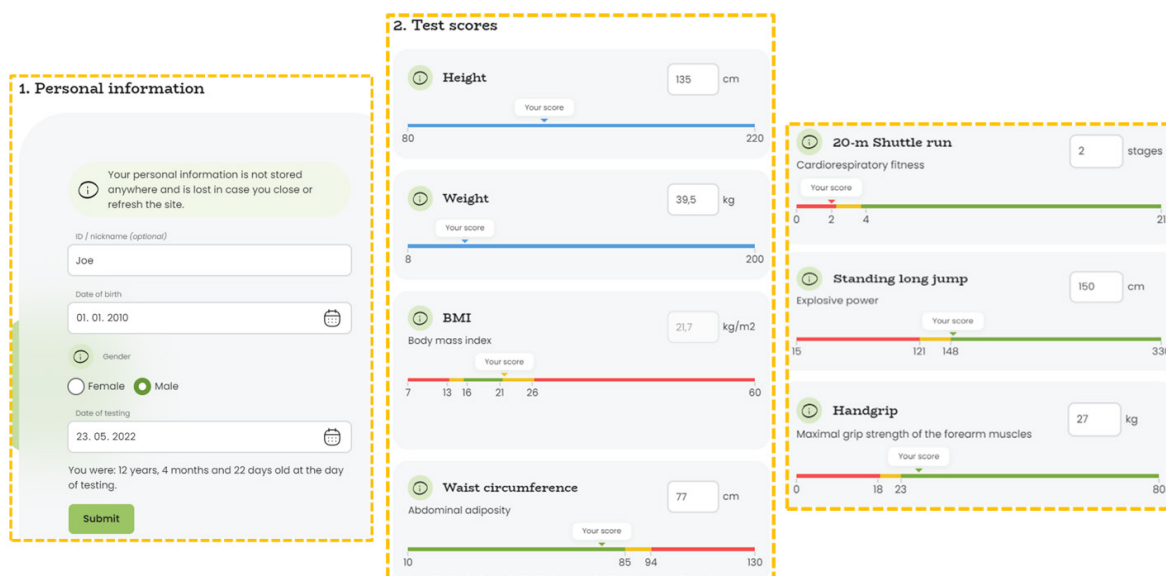 1. Personal information
Your personal information is not stored
anywhere and is lost in case you close or
refresh the site.
ID / nickname (optional)
Joe
Date of birth
01. 01. 2010
Gender
Female Male
Date of testing
23. 05. 2022
You were: 12 years, 4 months and 22 days old at the day
of testing.
Submit
2. Test scores
Height 135 cm
Your score
80 220
Weight 39,5 kg
Your score
8 200
BMI 21,7 kg/m2
Body mass index
Your score
7 13 16 21 26 60
Waist circumference 77 cm
Abdominal adiposity
Your score
10 85 94 130
20-m Shuttle run 2 stages
Cardiorespiratory fitness
Your score
0 2 4 21
Standing long jump 150 cm
Explosive power
Your score
15 121 148 330
Handgrip 27 kg
Maximal grip strength of the forearm muscles
Your score
0 18 23 80